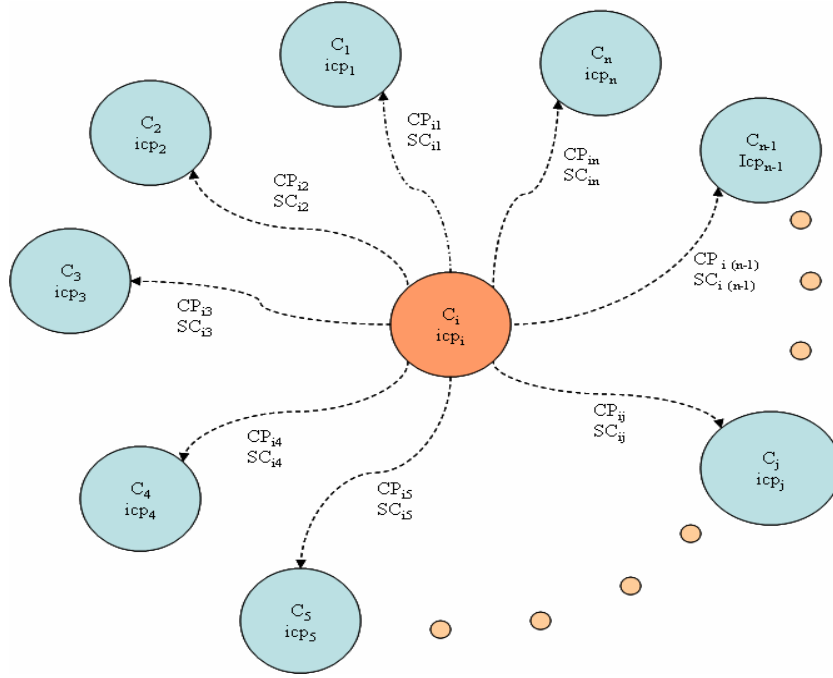 C1
icp1
Cn
icpn
C2
icp2
CPi1
SCi1
Cn-1
Icpn-1
CPin
SCin
CPi2
SCi2
C3
icp3
CP i (n-1)
SCi (n-1)
CPi3
SCi3
Ci
icpi
CPij
SCij
CPi4
SCi4
Cj
icpj
C4
icp4
CPi5
SCi5
C5
icp5